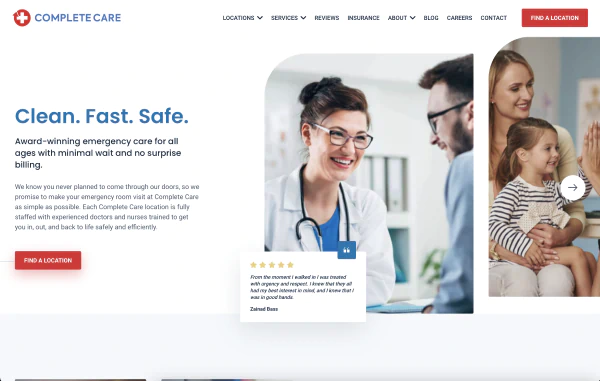 COMPLETE CARE
LOCATIONS SERVICES REVIEWS INSURANCE ABOUT BLOG CAREERS CONTACT FIND A LOCATION
Clean. Fast. Safe.
Award-winning emergency care for all
ages with minimal wait and no surprise
billing.
We know you never planned to come through our doors, so we
promise to make your emergency room visit at Complete Care
as simple as possible. Each Complete Care location is fully
staffed with experienced doctors and nurses trained to get
you in, out, and back to life safely and efficiently.
FIND A LOCATION
From the moment I walked in I was treated
with urgency and respect. I knew that they all
had my best interest in mind, and I knew that I
was in good hands.
Zainad Bass